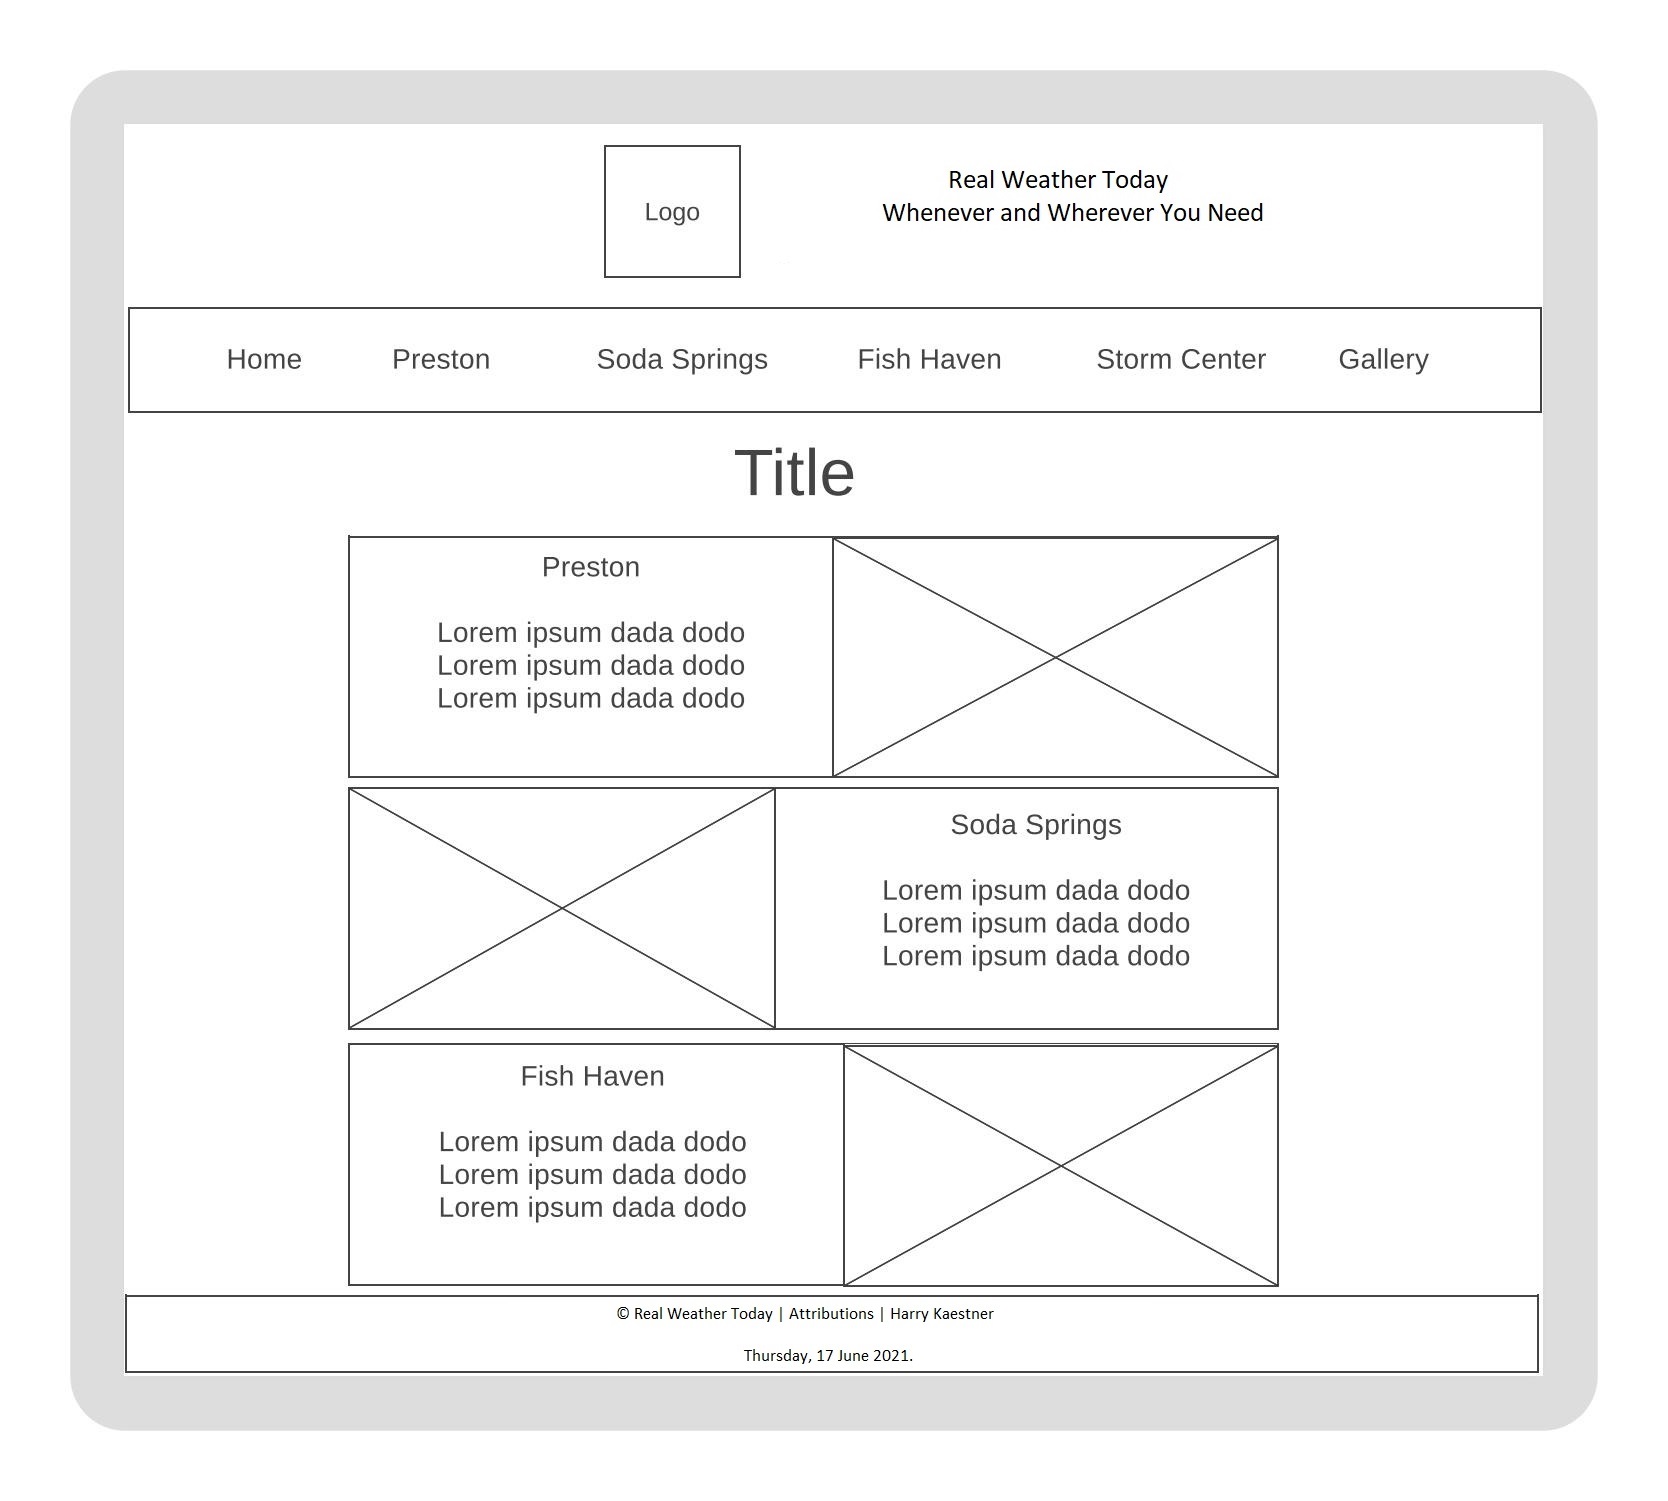 Logo
Real Weather Today
Whenever and Wherever You Need
Home Preston Soda Springs Fish Haven Storm Center Gallery
Title
Preston
Lorem ipsum dada dodo
Lorem ipsum dada dodo
Lorem ipsum dada dodo
Soda Springs
Lorem ipsum dada dodo
Lorem ipsum dada dodo
Lorem ipsum dada dodo
Fish Haven
Lorem ipsum dada dodo
Lorem ipsum dada dodo
Lorem ipsum dada dodo
© Real Weather Today | Attributions | Harry Kaestner
Thursday, 17 June 2021.